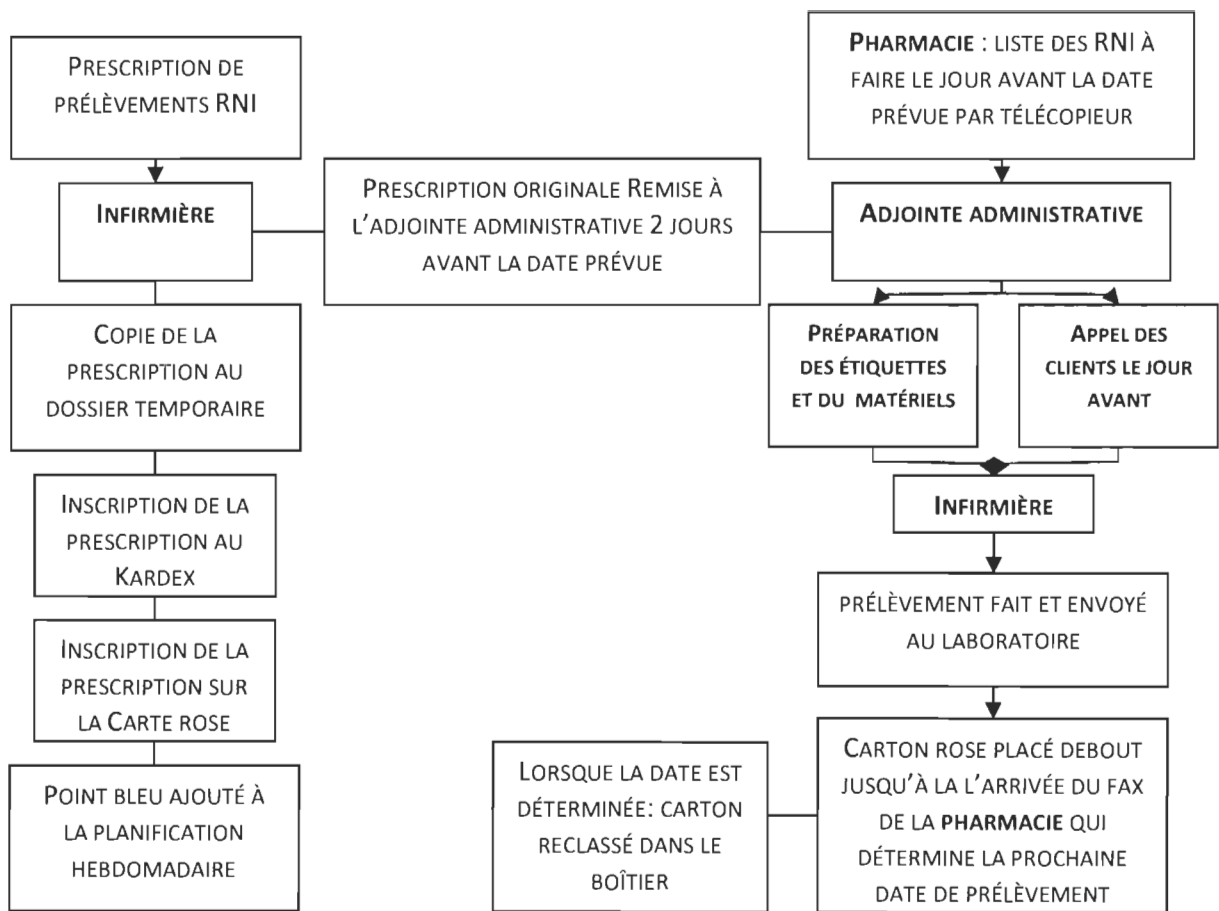 PRESCRIPTION DE
PRÉLÈVEMENTS RNI
PHARMACIE : LISTE DES RNI À
FAIRE LE JOUR AVANT LA DATE
PRÉVUE PAR TÉLÉCOPIEUR
INFIRMIÈRE
PRESCRIPTION ORIGINALE REMISE À
L'ADJOINTE ADMINISTRATIVE 2 JOURS
AVANT LA DATE PRÉVUE
ADJOINTE ADMINISTRATIVE
COPIE DE LA
PRESCRIPTION AU
DOSSIER TEMPORAIRE
INSCRIPTION DE LA
PRESCRIPTION AU
KARDEX
INSCRIPTION DE LA
PRESCRIPTION SUR
LA CARTE ROSE
POINT BLEU AJOUTÉ À
LA PLANIFICATION
HEBDOMADAIRE
PRÉPARATION
DES ÉTIQUETTES
ET DU MATÉRIELS
APPEL DES
CLIENTS LE JOUR
AVANT
INFIRMIÈRE
PRÉLÈVEMENT FAIT ET ENVOYÉ
AU LABORATOIRE
CARTON ROSE PLACÉ DEBOUT
JUSQU'À LA L'ARRIVÉE DU FAX
DE LA PHARMACIE QUI
DÉTERMINE LA PROCHAINE
DATE DE PRÉLÈVEMENT
LORSQUE LA DATE EST
DÉTERMINÉE: CARTON
RECLASSÉ DANS LE
BOÎTIER